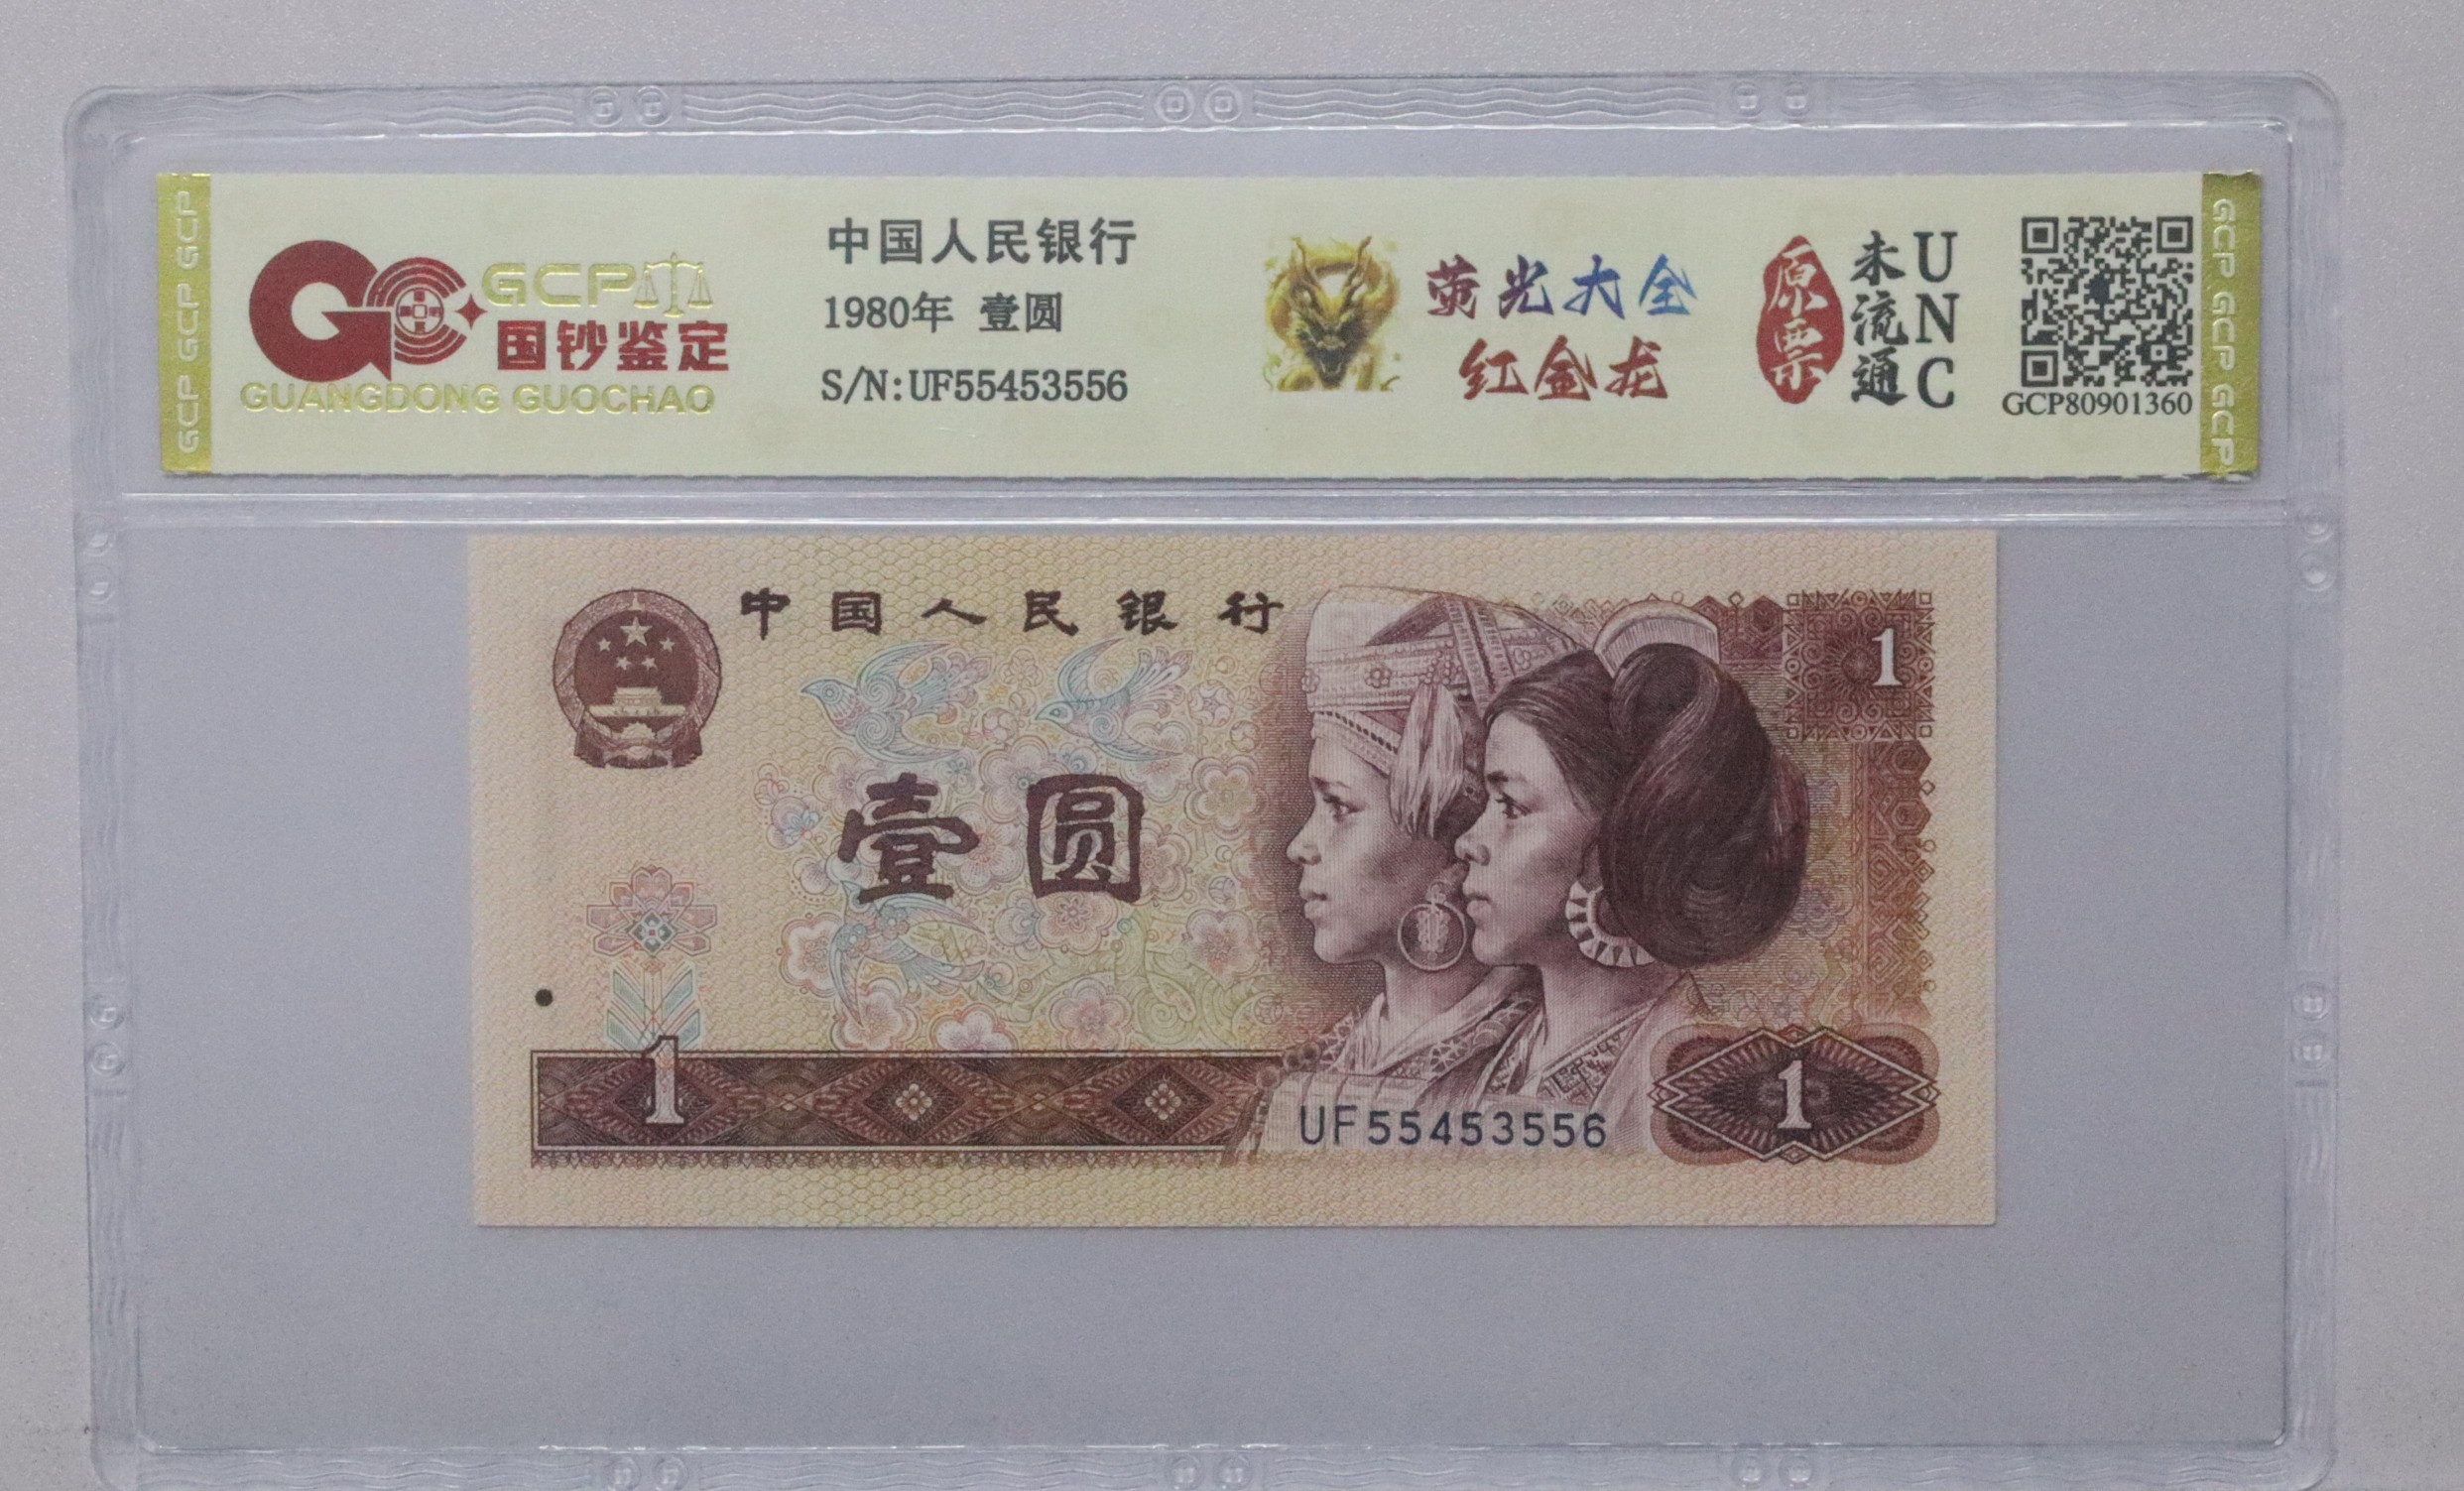 GCP GCP GCP
GCP
国钞鉴定
GUANGDONG GUOCHAO
中国人民银行
1980年 壹圆
S/N:UF55453556
荧光大全
红金龙
原票
未流通
UNC
GCP80901360
GCP GCP GCP GCP
中国人民银行
1
壹圆
1
UF55453556
1